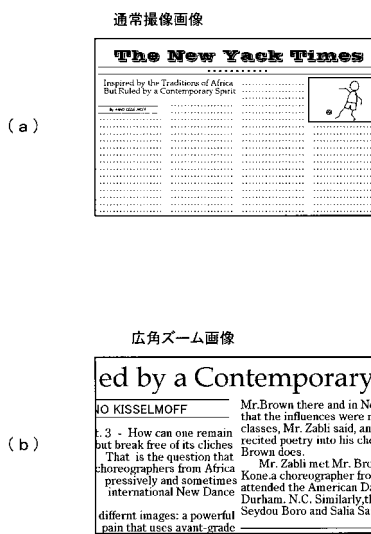 通常撮像画像
(a)
The New Yack Times
Inspired by the Traditions of Africa
But Ruled by a Contemporary Spirit
広角ズーム画像
(b)
ed by a Contemporary
NO KISSELMOFF
t. 3 - How can one remain
but break free of its cliches
That is the question that
choreographers from Africa
pressively and sometimes
international New Dance
differnt images: a powerful
pain that uses avant-grade
Mr.Brown there and in Ne
that the influences were n
classes, Mr. Zabli said, an
recited poetry into his cho
Brown does.
Mr. Zabli met Mr. Bro
Kone.a choreographer fro
attended the American Da
Durham. N.C. Similarly,th
Seydou Boro and Salia Sa